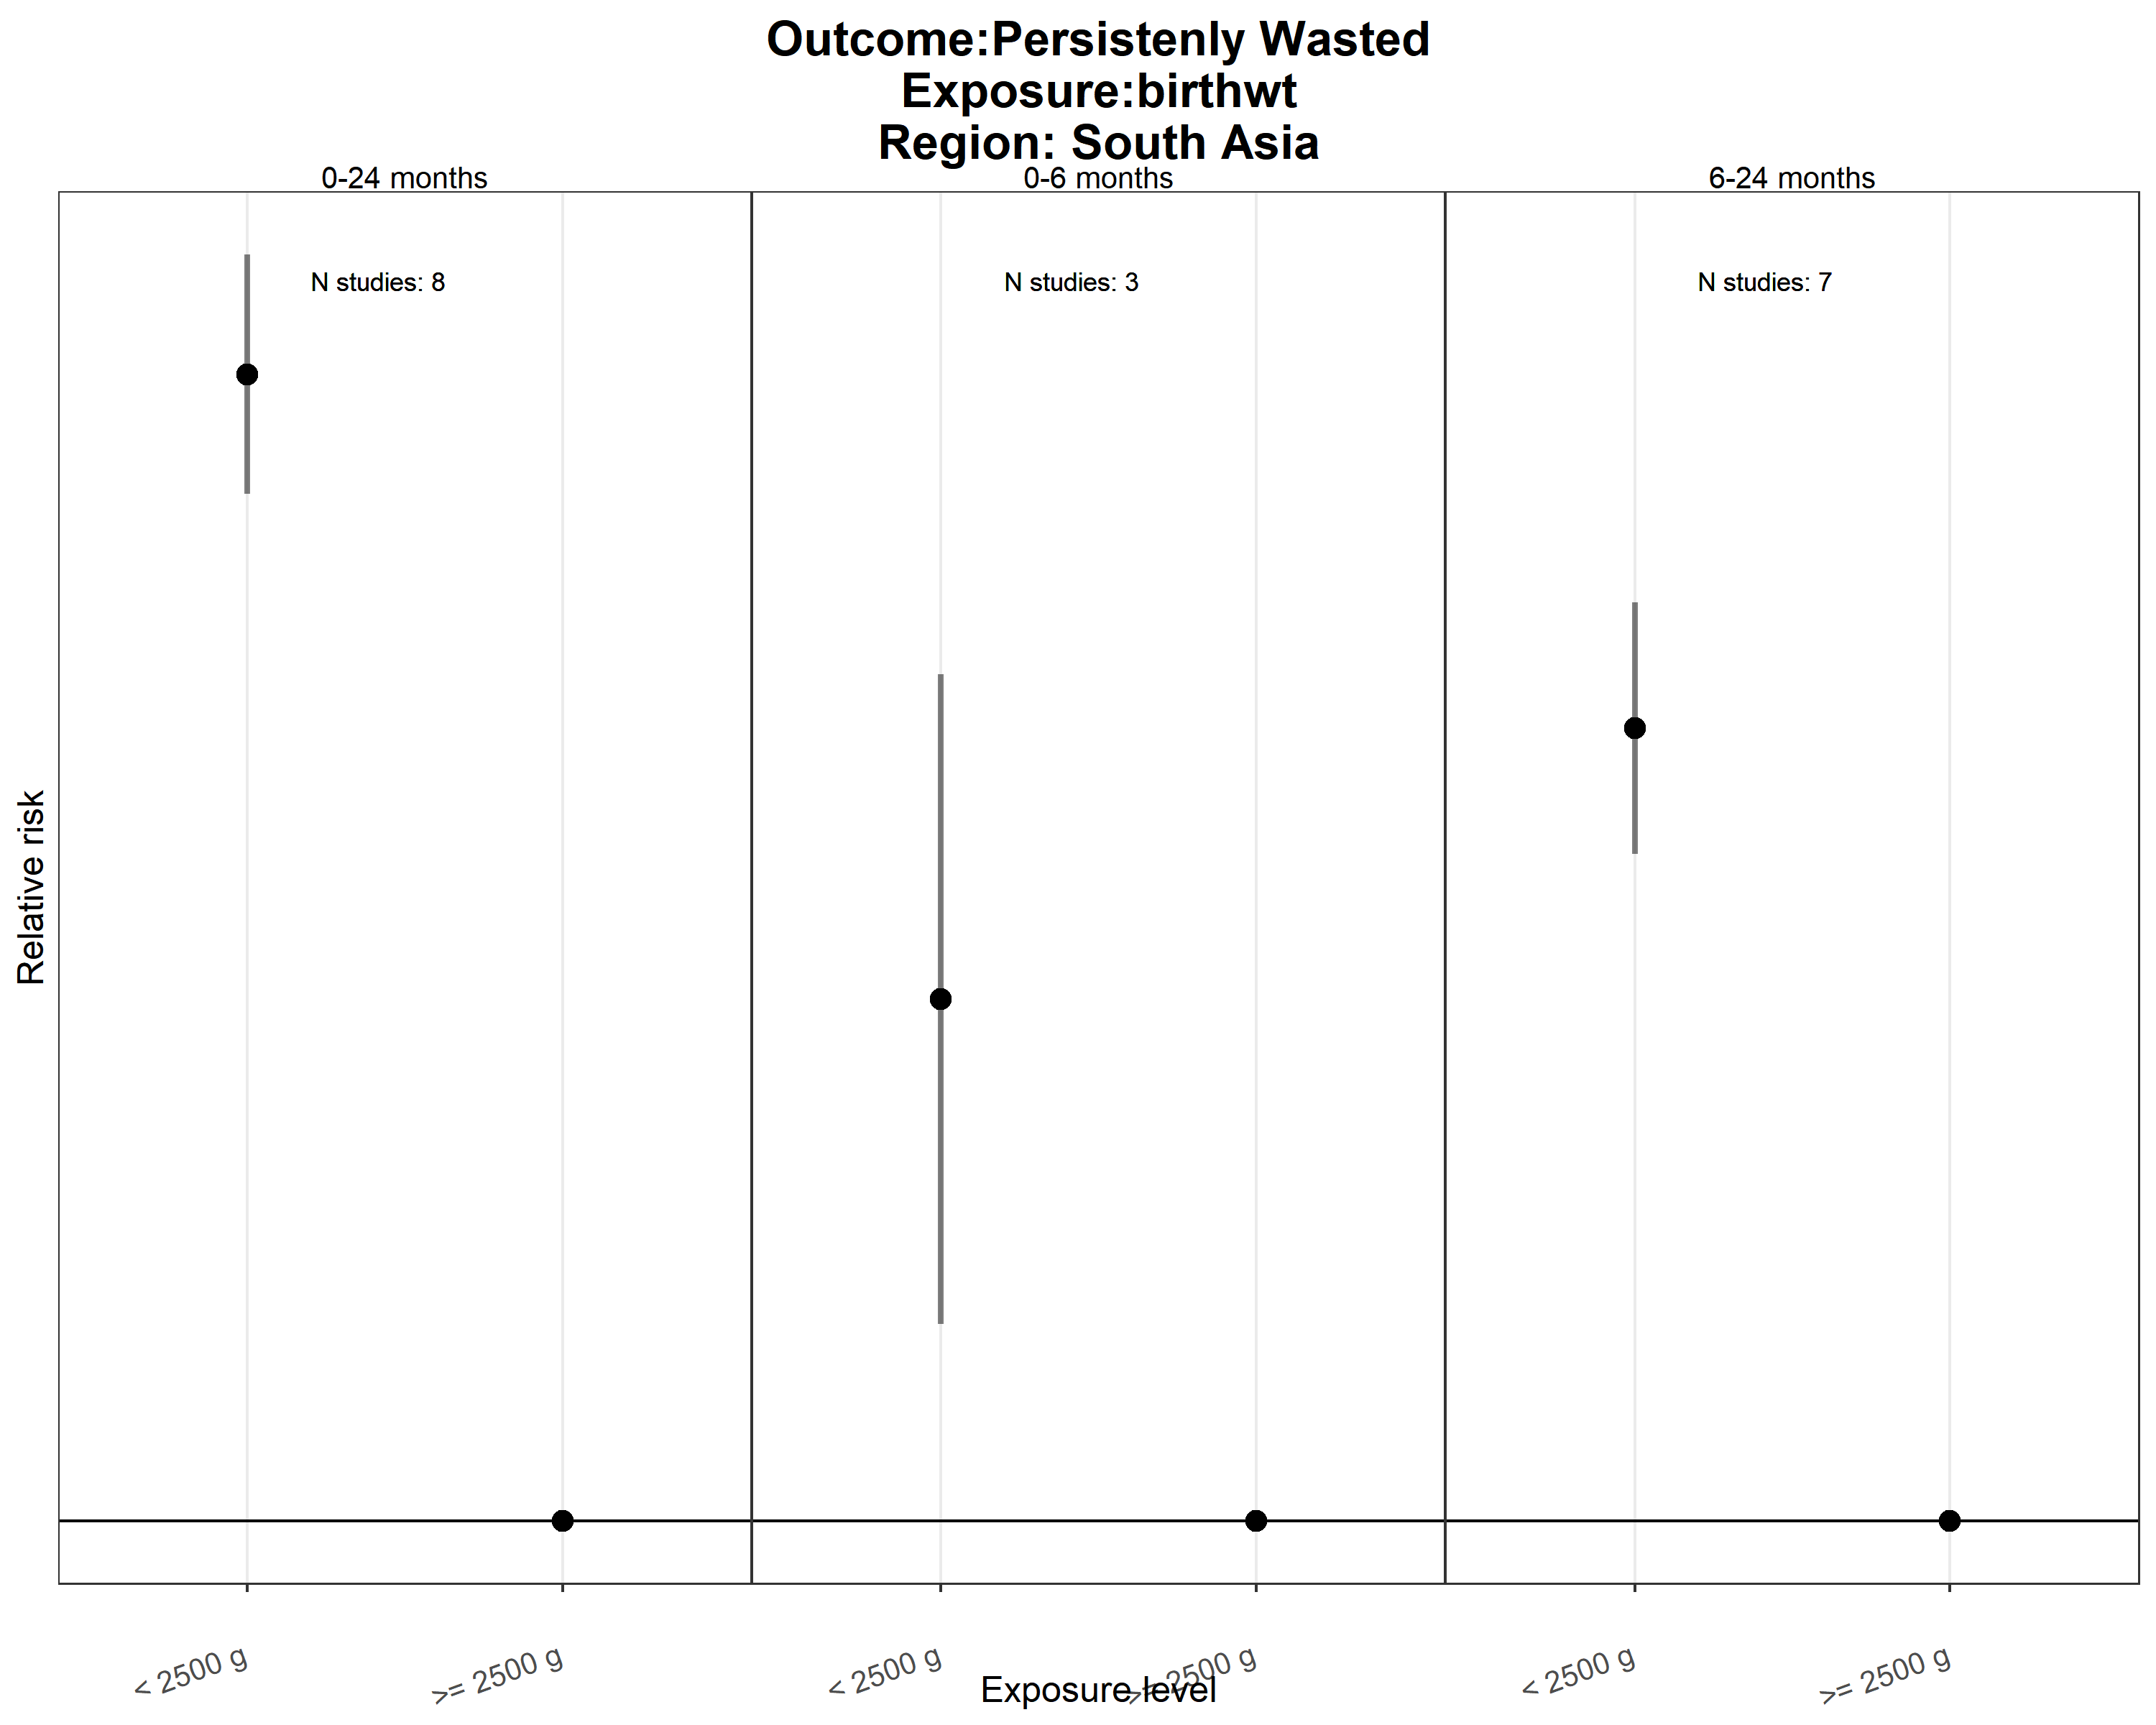 Outcome:Persistenly Wasted
Exposure:birthwt
Region: South Asia
0-24 months
0-6 months
6-24 months
N studies: 8
N studies: 3
N studies: 7
Relative risk
< 2500 g
>= 2500 g
< 2500 g
>= 2500 g
< 2500 g
>= 2500 g
Exposure level